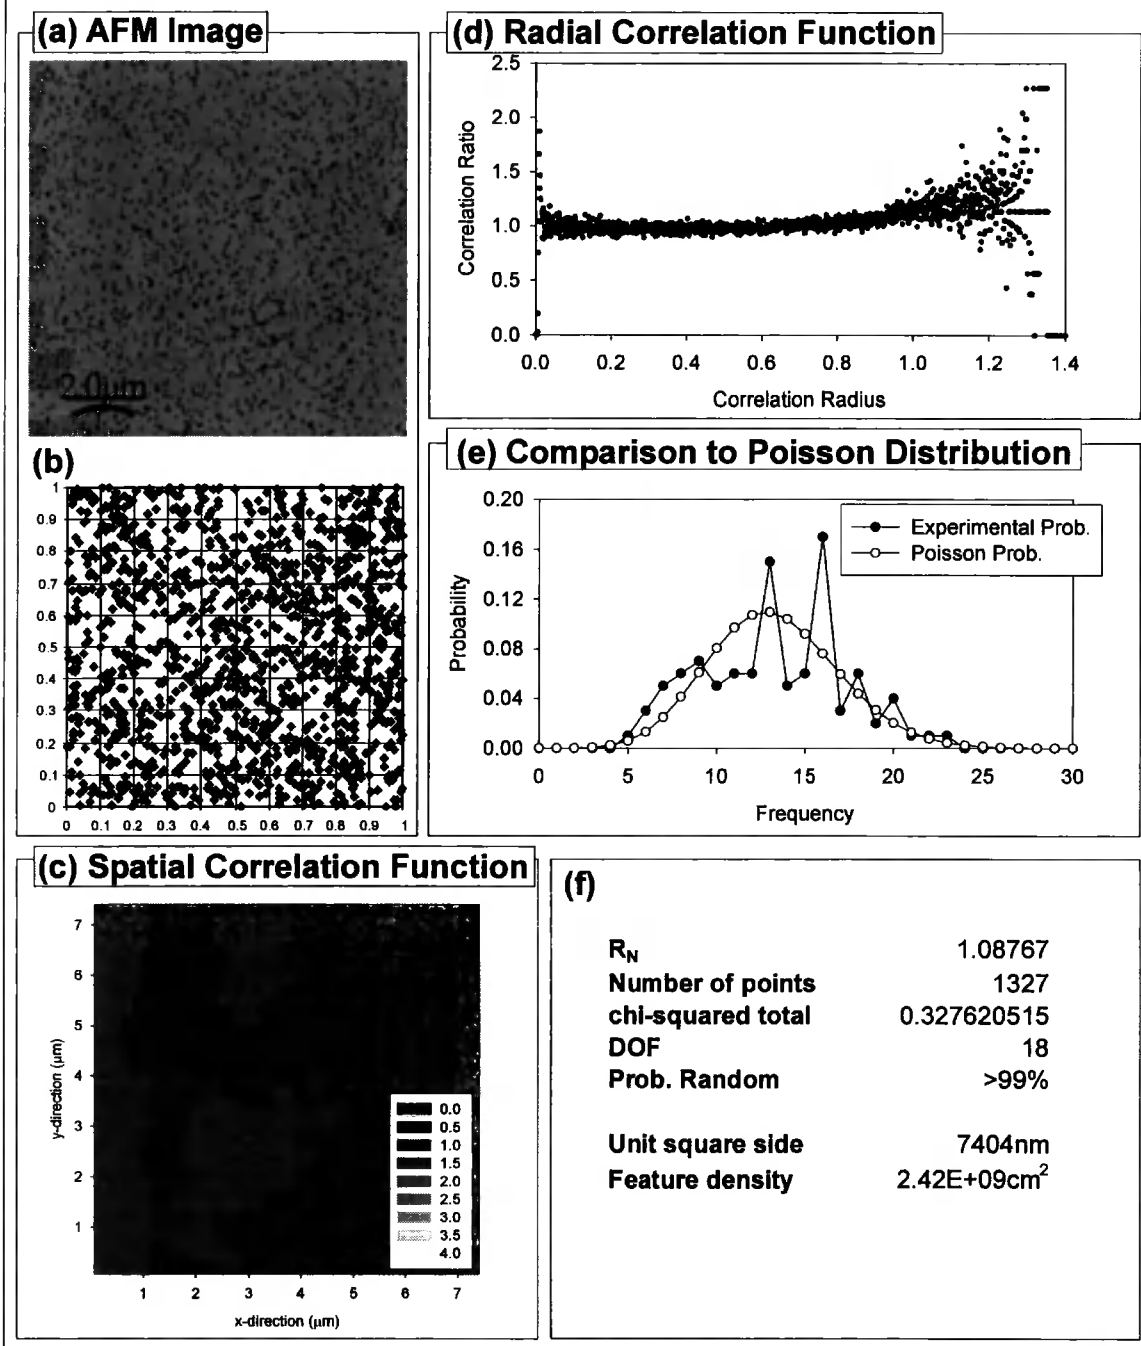 (a) AFM Image
2.0µm
(b)
1
0.9
0.8
0.7
0.6
0.5
0.4
0.3
0.2
0.1
0
0 0.1 0.2 0.3 0.4 0.5 0.6 0.7 0.8 0.9 1
(c) Spatial Correlation Function
y-direction (µm)
7
6
5
4
3
2
1
0.0
0.5
1.0
1.5
2.0
2.5
3.0
3.5
4.0
1 2 3 4 5 6 7
x-direction (µm)
(d) Radial Correlation Function
Correlation Ratio
2.5
2.0
1.5
1.0
0.5
0.0
0.0 0.2 0.4 0.6 0.8 1.0 1.2 1.4
Correlation Radius
(e) Comparison to Poisson Distribution
Probability
0.20
0.16
0.12
0.08
0.04
0.00
Experimental Prob.
Poisson Prob.
0 5 10 15 20 25 30
Frequency
(f)
R_N 1.08767
Number of points 1327
chi-squared total 0.327620515
DOF 18
Prob. Random >99%
Unit square side 7404nm
Feature density 2.42E+09cm²